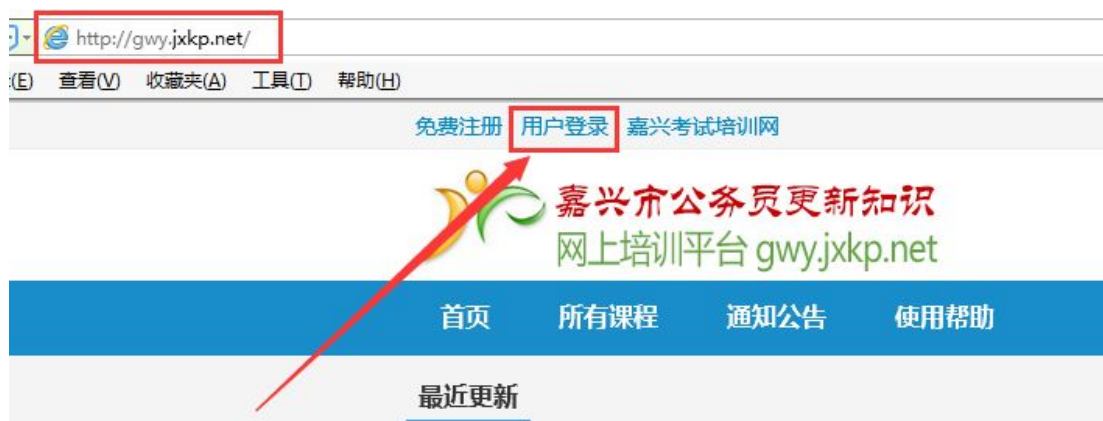 http://gwy.jxkp.net/
(E) 查看(V) 收藏夹(A) 工具(T) 帮助(H)
免费注册 用户登录 嘉兴考试培训网
嘉兴市公务员更新知识
网上培训平台 gwy.jxkp.net
首页 所有课程 通知公告 使用帮助
最近更新